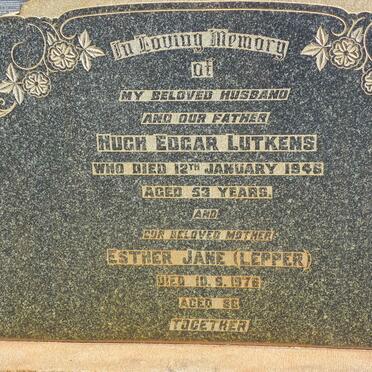 In Loving Memory
of
MY BELOVED HUSBAND
AND OUR FATHER
HUGH EDGAR LUTKENS
WHO DIED 12TH JANUARY 1946
AGED 53 YEARS.
AND
OUR BELOVED MOTHER
ESTHER JANE (LEPPER)
DIED 10.9.1976
AGED 86
TOGETHER